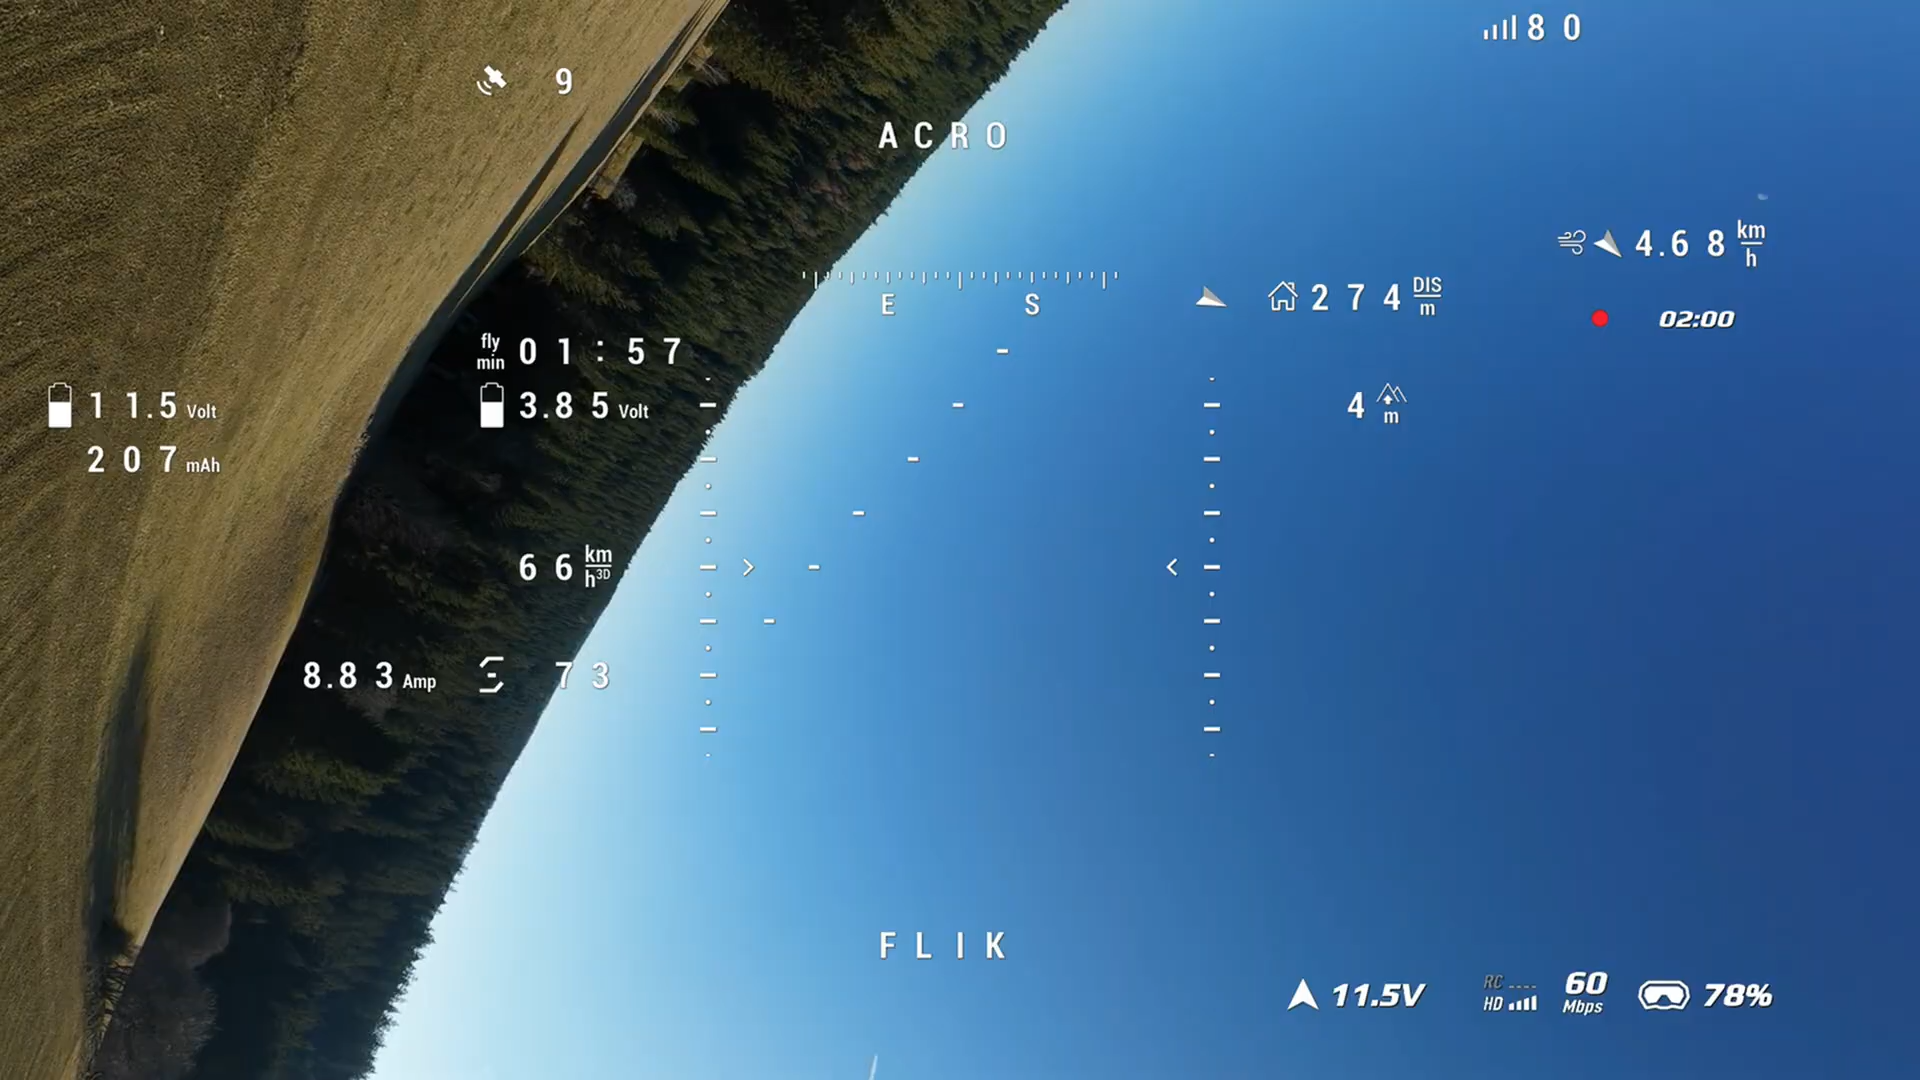 80
9
ACRO
4.68 km/h
E S
274 DIS m
02:00
fly min 01:57
11.5 Volt
3.85 Volt
4 m
207 mAh
66 km/h3D
8.83 Amp
73
FLIK
11.5V
RC
HD
60 Mbps
78%